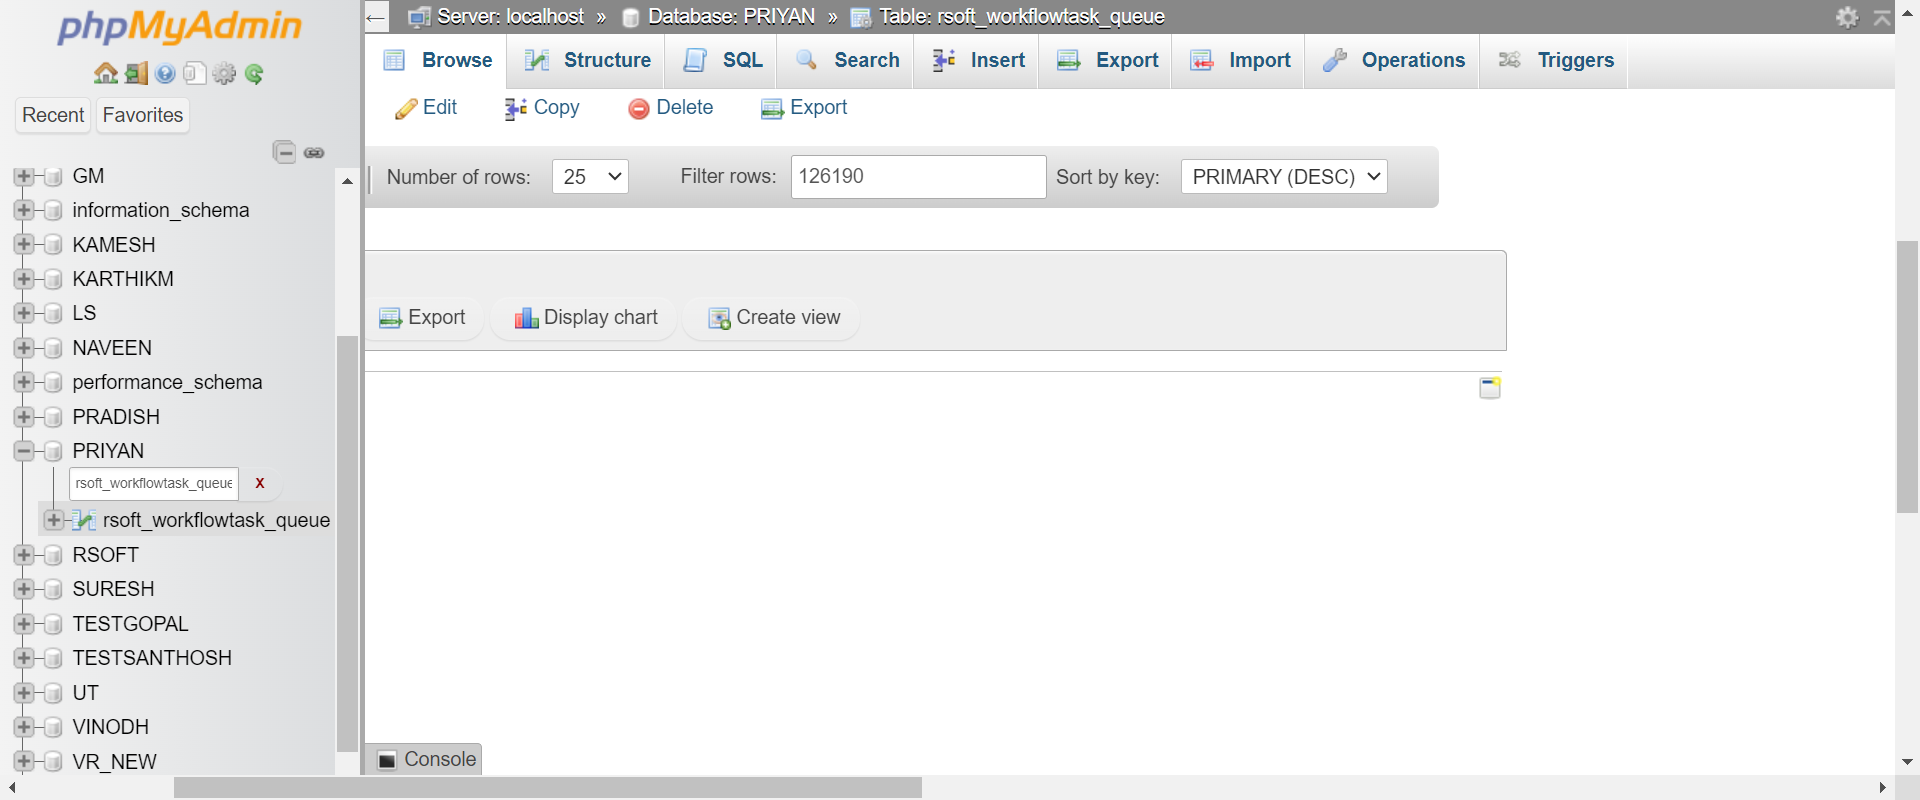 phpMyAdmin
Recent
Favorites
GM
information_schema
KAMESH
KARTHIKM
LS
NAVEEN
performance_schema
PRADISH
PRIYAN
rsoft_workflowtask_queue
X
rsoft_workflowtask_queue
RSOFT
SURESH
TESTGOPAL
TESTSANTHOSH
UT
VINODH
VR_NEW
← Server: localhost » Database: PRIYAN » Table: rsoft_workflowtask_queue
Browse Structure SQL Search Insert Export Import Operations Triggers
Edit Copy Delete Export
Number of rows: 25 Filter rows: 126190 Sort by key: PRIMARY (DESC)
Export Display chart Create view
Console